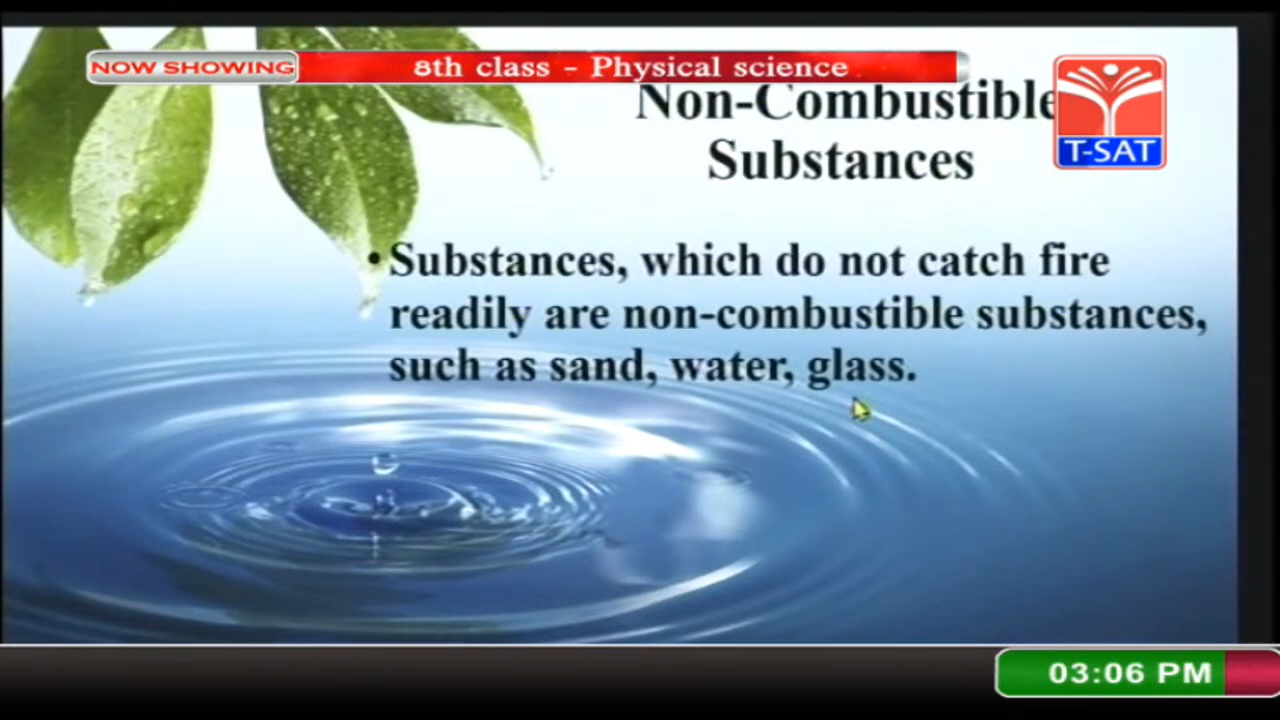 NOW SHOWING
8th class - Physical science
Non-Combustible
Substances
T-SAT
• Substances, which do not catch fire
readily are non-combustible substances,
such as sand, water, glass.
03:06 PM